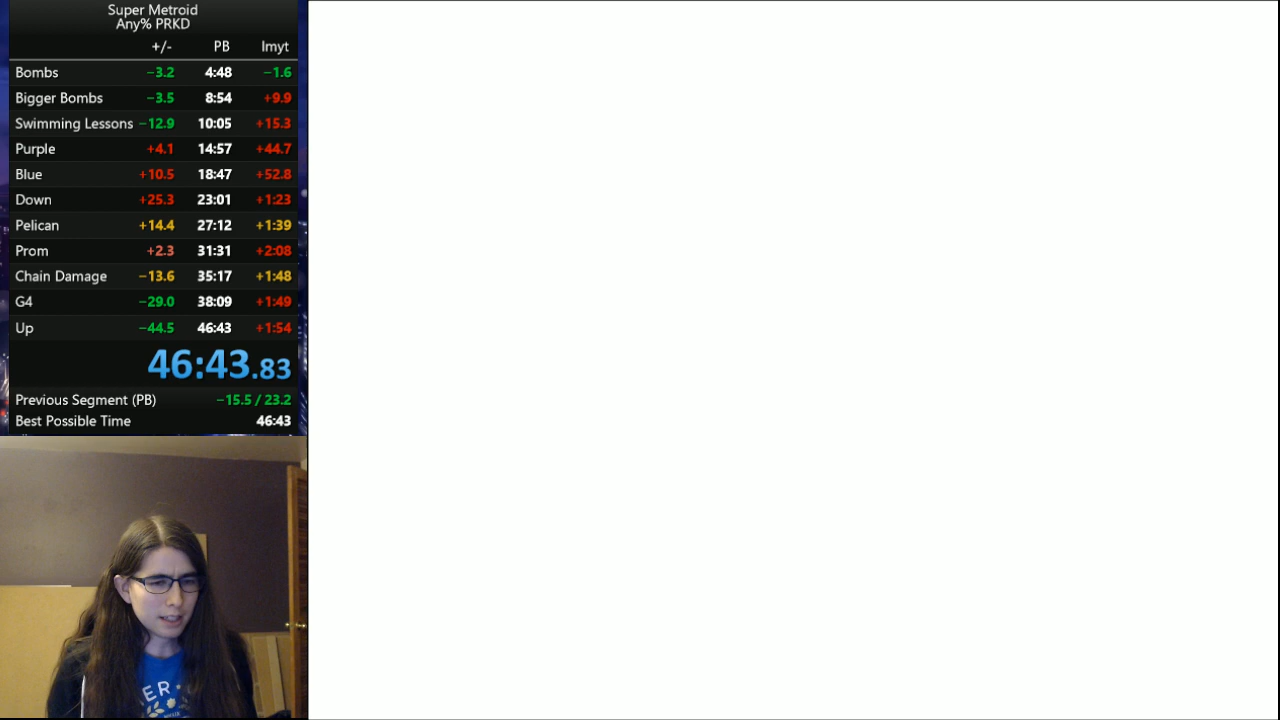 Super Metroid
Any% PRKD
+/- PB Imyt
Bombs −3.2 4:48 −1.6
Bigger Bombs −3.5 8:54 +9.9
Swimming Lessons −12.9 10:05 +15.3
Purple +4.1 14:57 +44.7
Blue +10.5 18:47 +52.8
Down +25.3 23:01 +1:23
Pelican +14.4 27:12 +1:39
Prom +2.3 31:31 +2:08
Chain Damage −13.6 35:17 +1:48
G4 −29.0 38:09 +1:49
Up −44.5 46:43 +1:54
46:43.83
Previous Segment (PB) −15.5 / 23.2
Best Possible Time 46:43